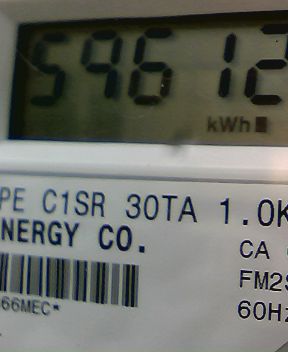 59612
kWh
PE C1SR 30TA 1.0K
NERGY CO.
CA
FM2S
66MEC*
60Hz